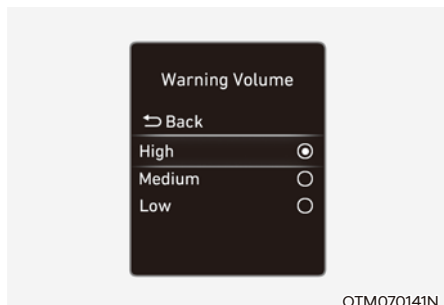 Warning Volume
Back
High
Medium
Low
OTM070141N